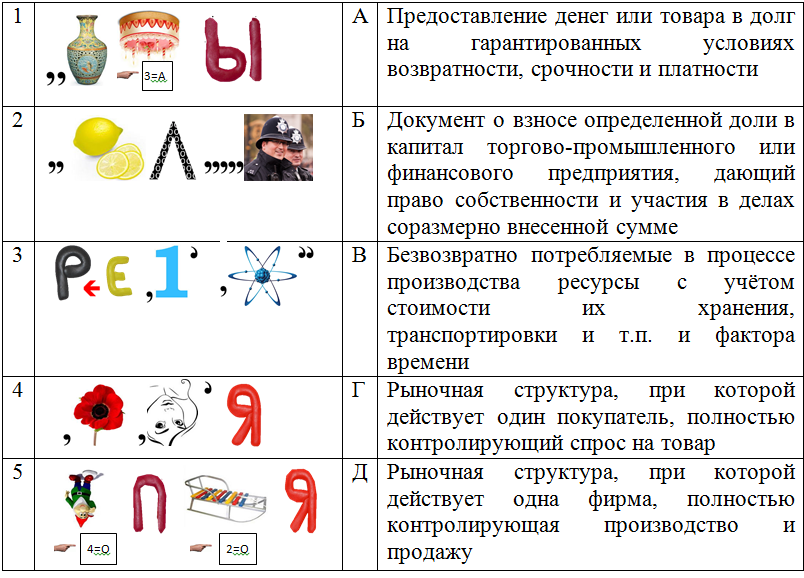 1
,, 3=А Ы
А
Предоставление денег или товара в долг
на гарантированных условиях
возвратности, срочности и платности
2
,, Л ,,,,,
Б
Документ о взносе определенной доли в
капитал торгово-промышленного или
финансового предприятия, дающий
право собственности и участия в делах
соразмерно внесенной сумме
3
Р Е ,1’ , ’’
В
Безвозвратно потребляемые в процессе
производства ресурсы с учётом
стоимости их хранения,
транспортировки и т.п. и фактора
времени
4
, , ’ Я
Г
Рыночная структура, при которой
действует один покупатель, полностью
контролирующий спрос на товар
5
П Я
4=О 2=О
Д
Рыночная структура, при которой
действует одна фирма, полностью
контролирующая производство и
продажу